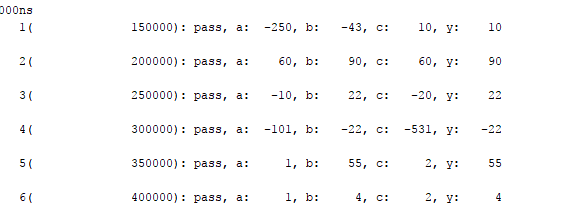 000ns
1( 150000): pass, a: -250, b: -43, c: 10, y: 10
2( 200000): pass, a: 60, b: 90, c: 60, y: 90
3( 250000): pass, a: -10, b: 22, c: -20, y: 22
4( 300000): pass, a: -101, b: -22, c: -531, y: -22
5( 350000): pass, a: 1, b: 55, c: 2, y: 55
6( 400000): pass, a: 1, b: 4, c: 2, y: 4